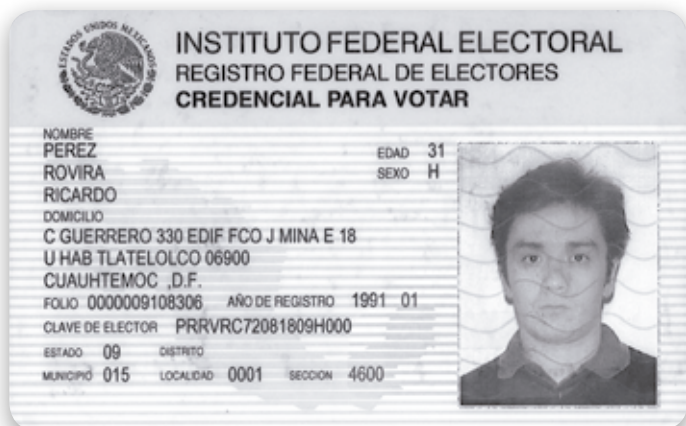 ESTADOS UNIDOS MEXICANOS
INSTITUTO FEDERAL ELECTORAL
REGISTRO FEDERAL DE ELECTORES
CREDENCIAL PARA VOTAR
NOMBRE
PEREZ EDAD 31
ROVIRA SEXO H
RICARDO
DOMICILIO
C GUERRERO 330 EDIF FCO J MINA E 18
U HAB TLATELOLCO 06900
CUAUHTEMOC ,D.F.
FOLIO 0000009108306 AÑO DE REGISTRO 1991 01
CLAVE DE ELECTOR PRRVRC72081809H000
ESTADO 09 DISTRITO
MUNICIPIO 015 LOCALIDAD 0001 SECCION 4600